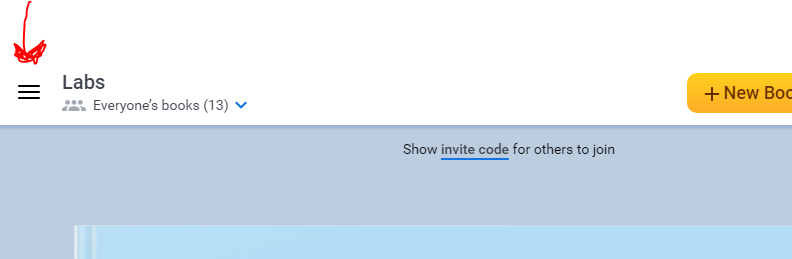 Labs
Everyone's books (13)
+ New Boo
Show invite code for others to join